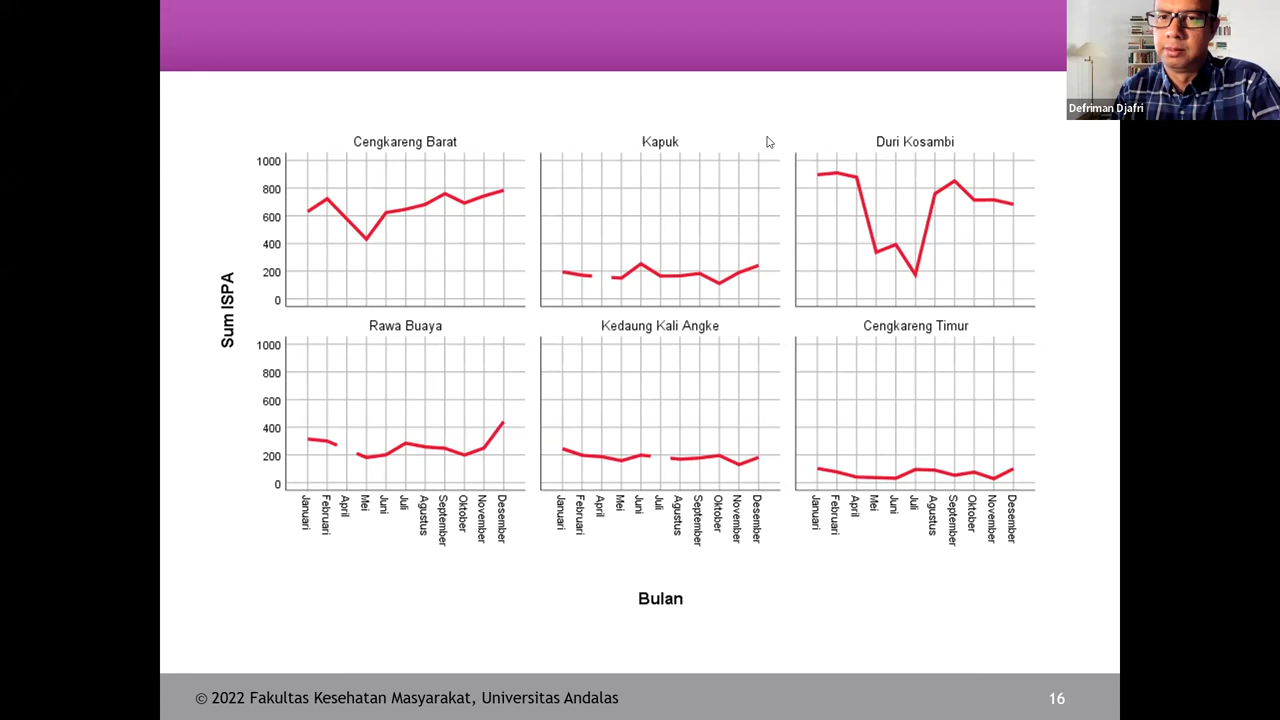 Defriman Djafri
Cengkareng Barat
Kapuk
Duri Kosambi
1000
800
600
400
200
0
Sum ISPA
Rawa Buaya
Kedaung Kali Angke
Cengkareng Timur
1000
800
600
400
200
0
Januari
Februari
April
Mei
Juni
Juli
Agustus
September
Oktober
November
Desember
Januari
Februari
April
Mei
Juni
Juli
Agustus
September
Oktober
November
Desember
Januari
Februari
April
Mei
Juni
Juli
Agustus
September
Oktober
November
Desember
Bulan
© 2022 Fakultas Kesehatan Masyarakat, Universitas Andalas
16